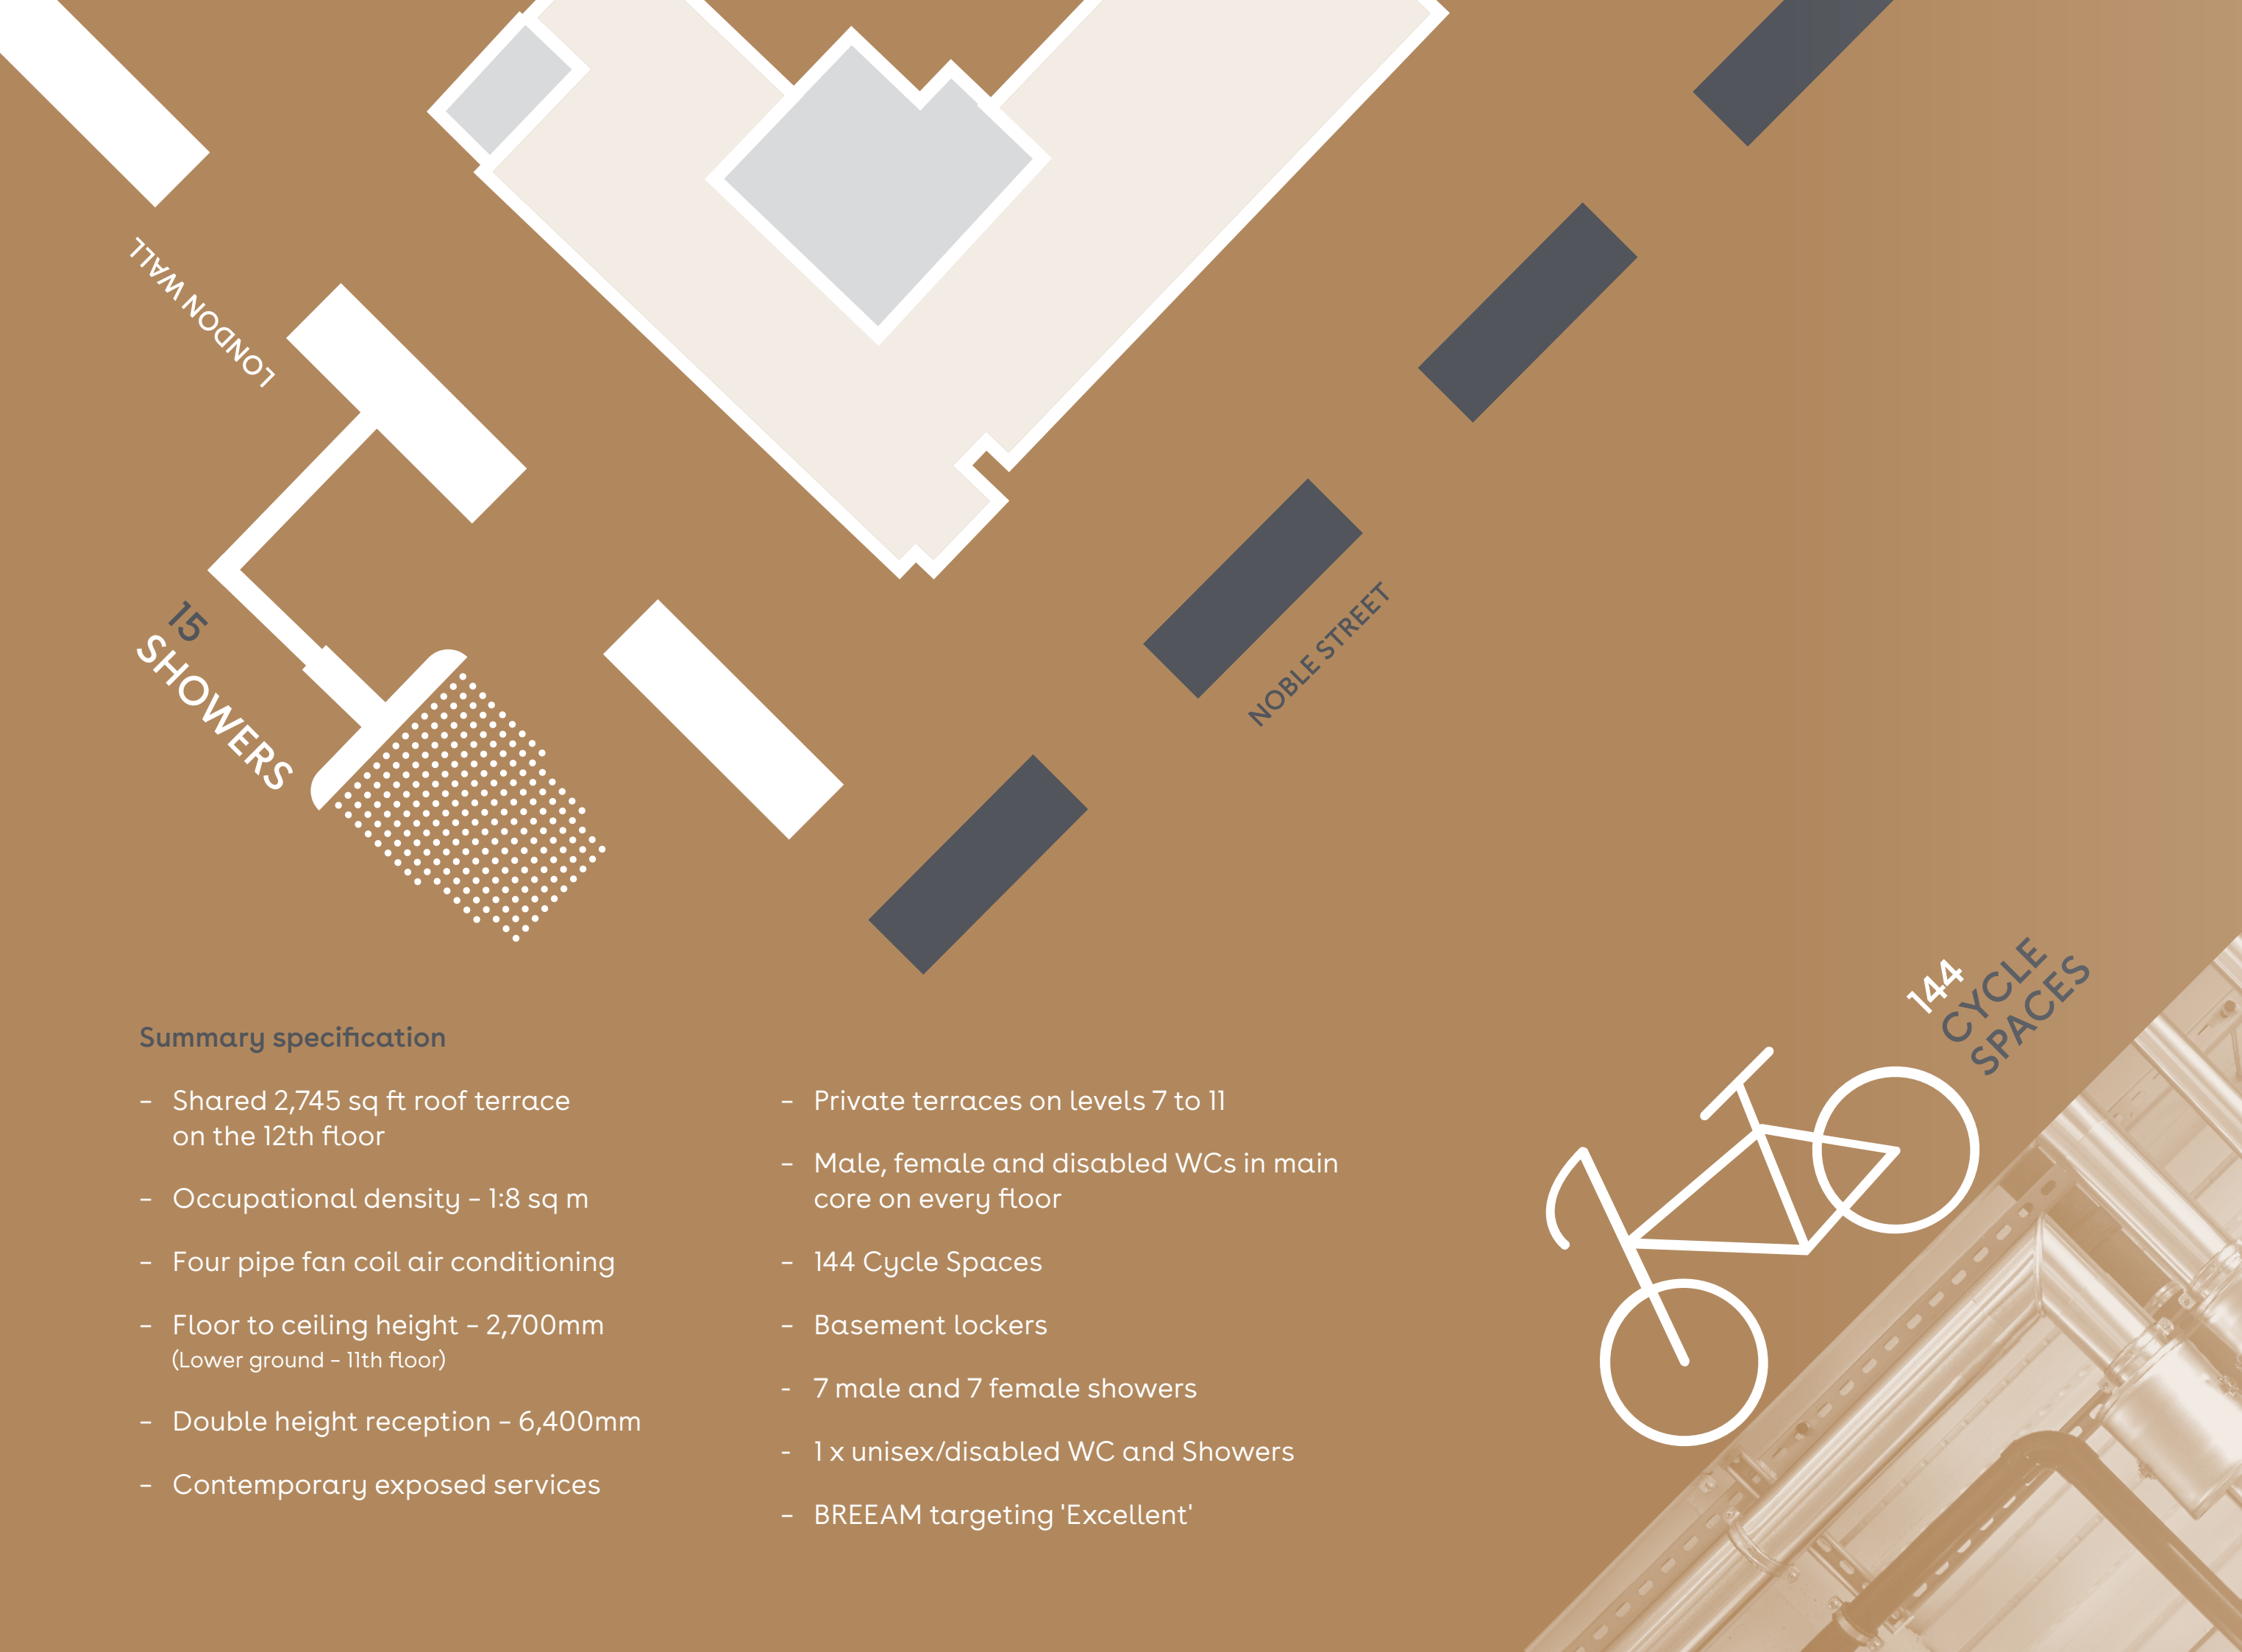 LONDON WALL
15
SHOWERS
NOBLE STREET
144
CYCLE
SPACES
Summary specification
– Shared 2,745 sq ft roof terrace
on the 12th floor
– Occupational density – 1:8 sq m
– Four pipe fan coil air conditioning
– Floor to ceiling height – 2,700mm
(Lower ground – 11th floor)
– Double height reception – 6,400mm
– Contemporary exposed services
– Private terraces on levels 7 to 11
– Male, female and disabled WCs in main
core on every floor
– 144 Cycle Spaces
– Basement lockers
- 7 male and 7 female showers
- 1 x unisex/disabled WC and Showers
– BREEAM targeting 'Excellent'